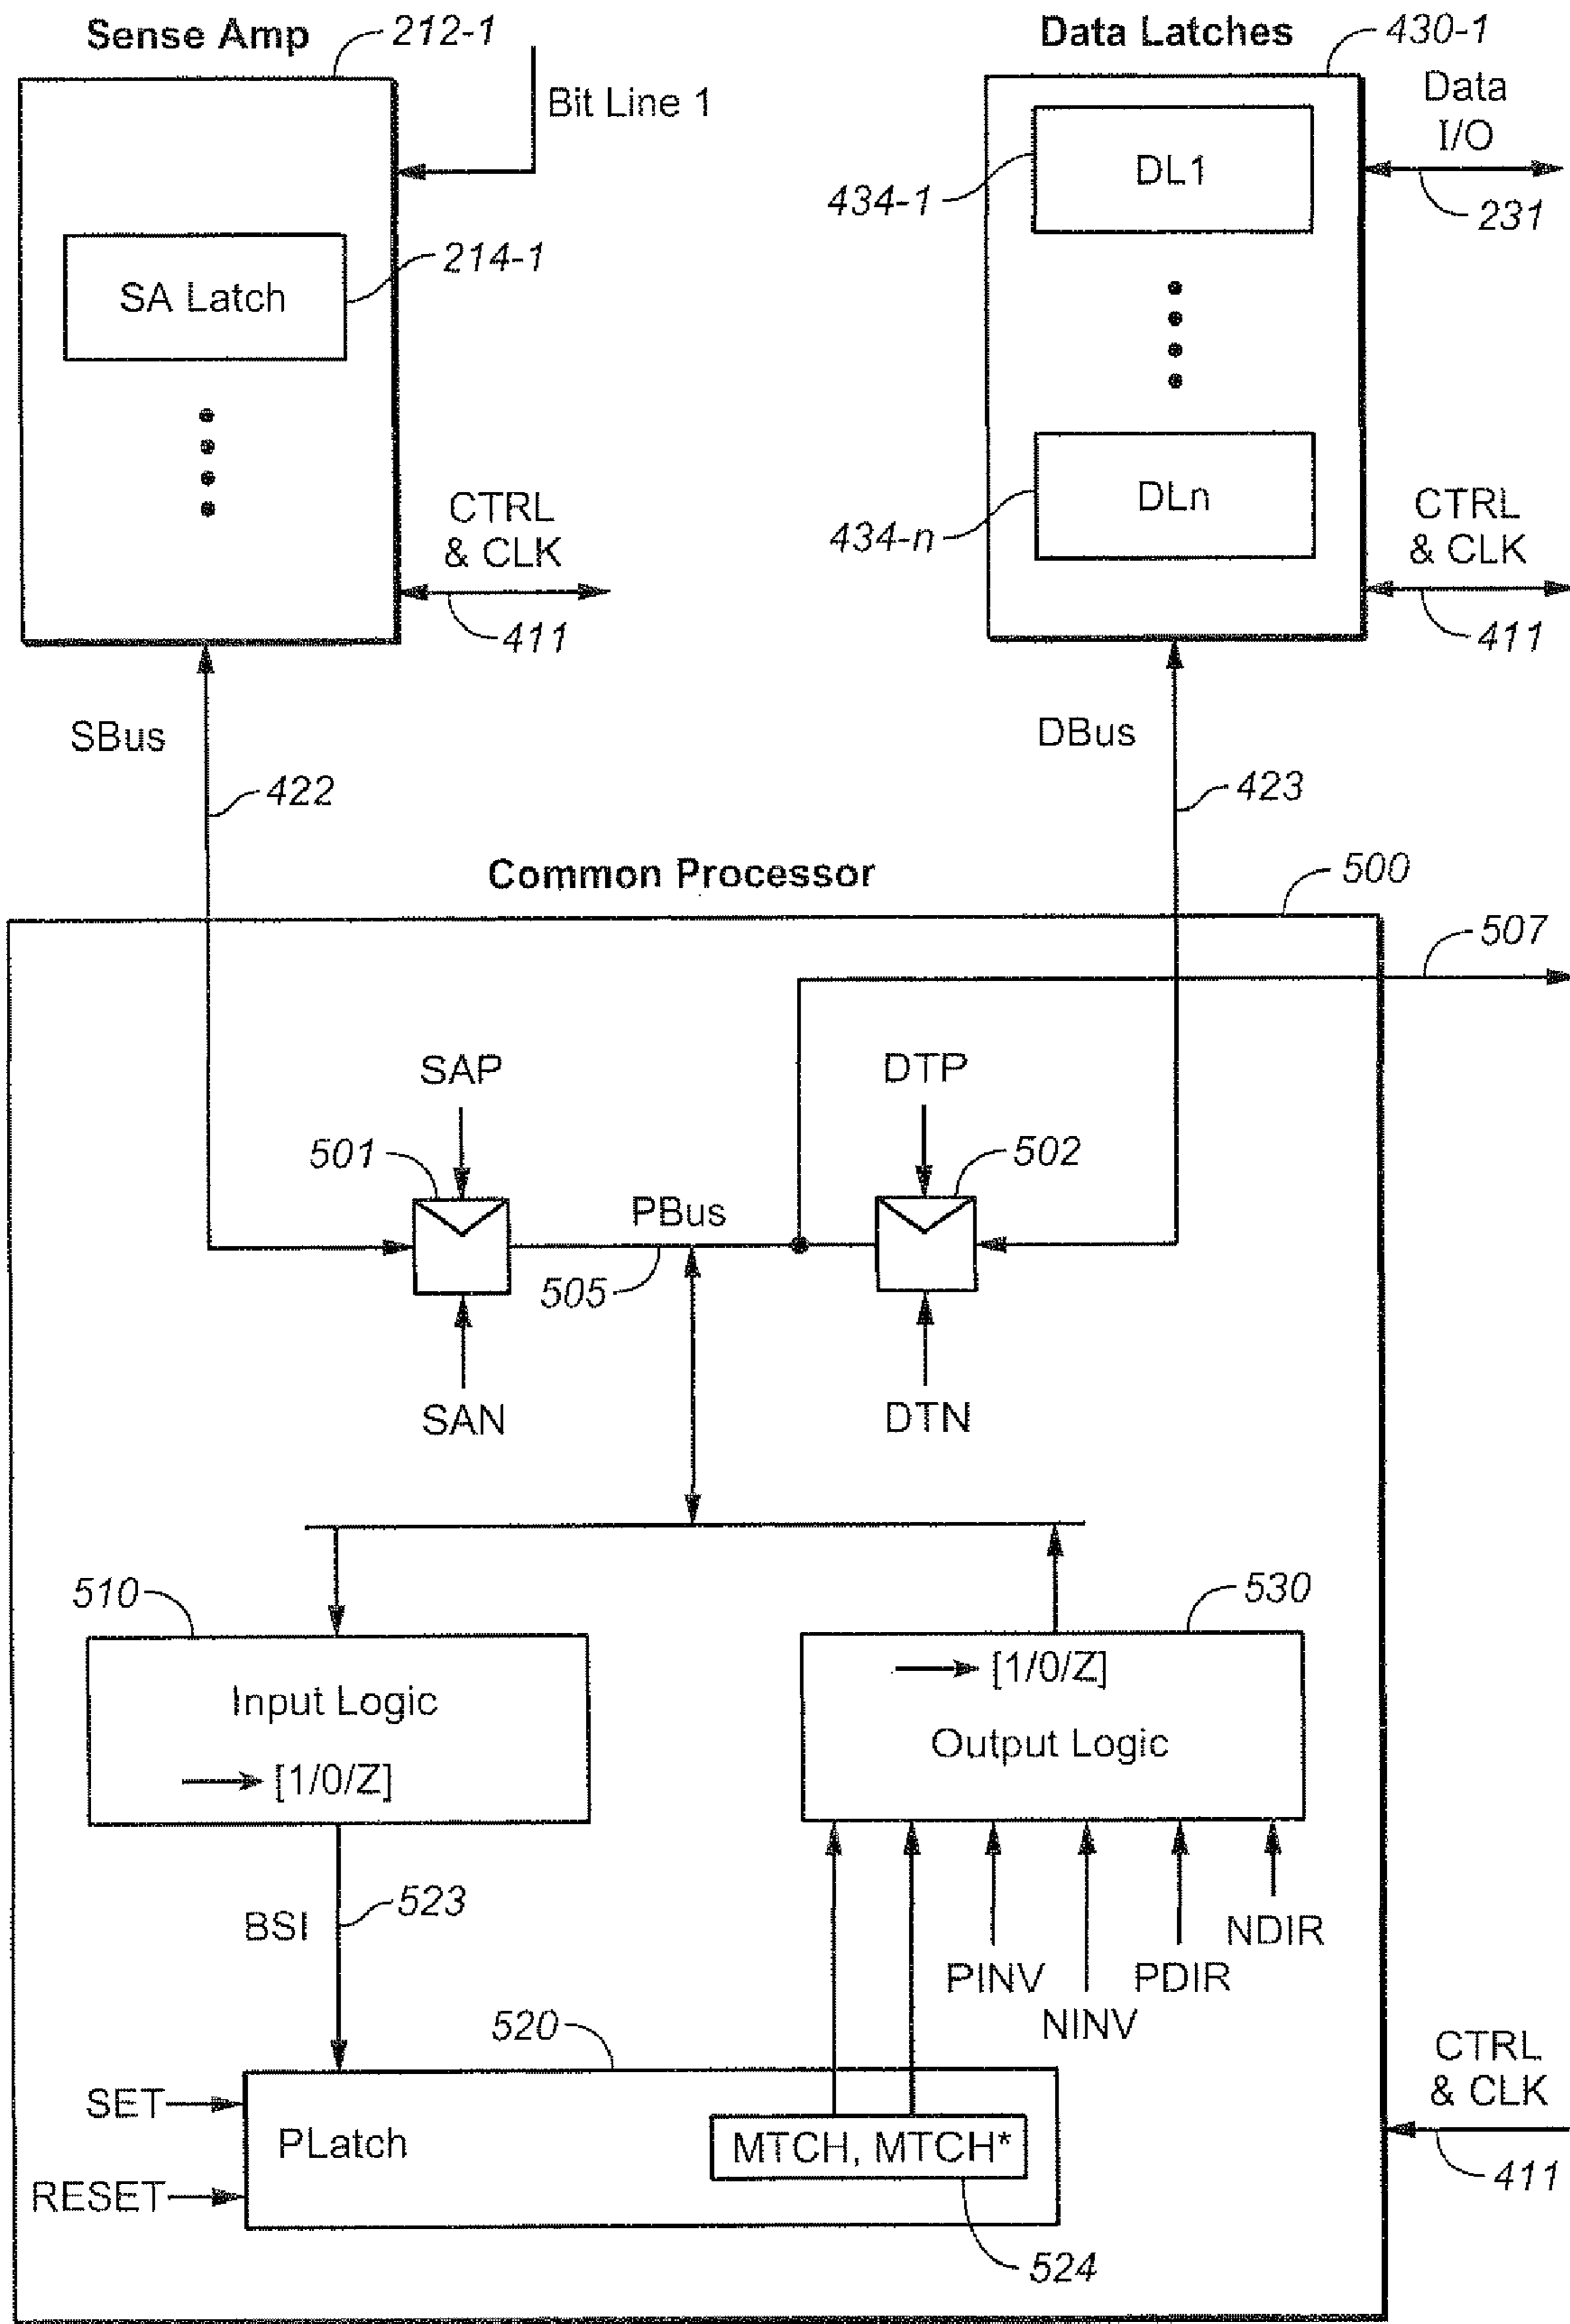 Sense Amp
212-1
Data Latches
430-1
Bit Line 1
Data
I/O
DL1
434-1
231
214-1
SA Latch
DLn
434-n
CTRL
& CLK
411
CTRL
& CLK
411
SBus
DBus
422
423
Common Processor
500
507
SAP
DTP
501
502
PBus
505
SAN
DTN
510
530
Input Logic
[1/0/Z]
[1/0/Z]
Output Logic
BSI
523
NDIR
PINV
PDIR
NINV
520
SET
PLatch
MTCH, MTCH*
RESET
524
CTRL
& CLK
411